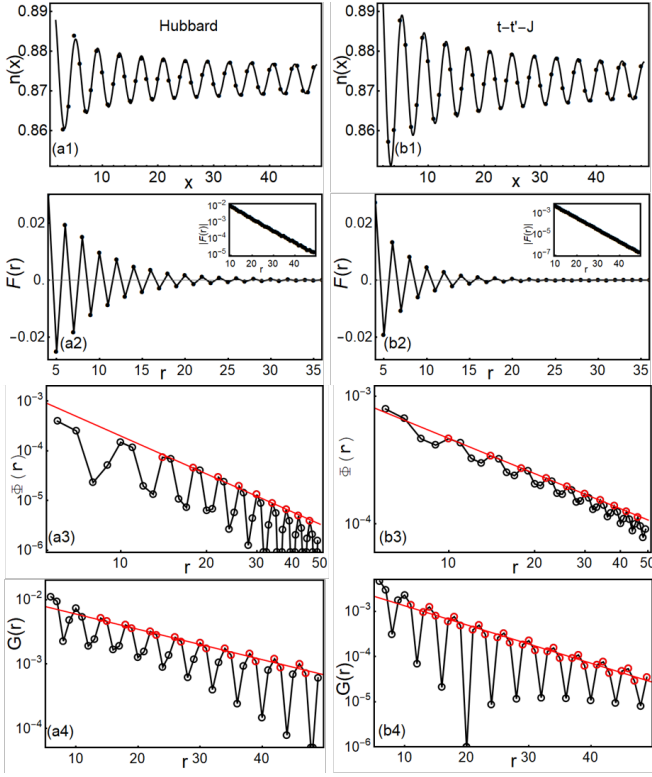 Hubbard
n(x)
0.89
0.88
0.87
0.86
(a1)
10
20
30
40
x
t−t'−J
n(x)
0.89
0.88
0.87
0.86
(b1)
10
20
30
40
x
F(r)
0.02
0
−0.02
(a2)
5
10
15
20
25
30
35
r
|F(r)|
10⁻²
10⁻³
10⁻⁴
10⁻⁵
10
20
30
40
r
F(r)
0.02
0
−0.02
(b2)
5
10
15
20
25
30
35
r
|F(r)|
10⁻³
10⁻⁵
10⁻⁷
10
20
30
40
r
Φ (r)
10⁻³
10⁻⁴
10⁻⁵
10⁻⁶
(a3)
10
20
30
40
50
r
Φ (r)
10⁻³
10⁻⁴
(b3)
10
20
30
40
50
r
G(r)
10⁻²
10⁻³
10⁻⁴
(a4)
10
20
30
40
r
G(r)
10⁻³
10⁻⁴
10⁻⁵
10⁻⁶
(b4)
10
20
30
40
r